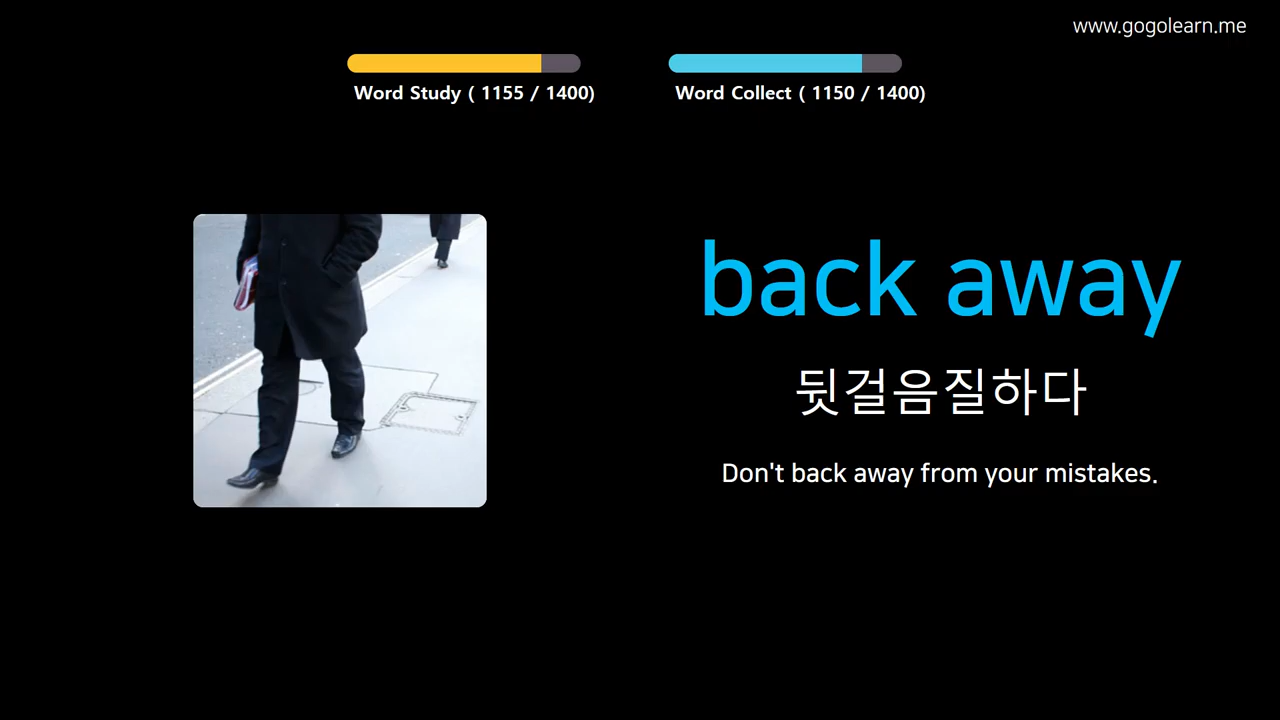 www.gogolearn.me
Word Study ( 1155 / 1400)
Word Collect ( 1150 / 1400)
back away
뒷걸음질하다
Don't back away from your mistakes.